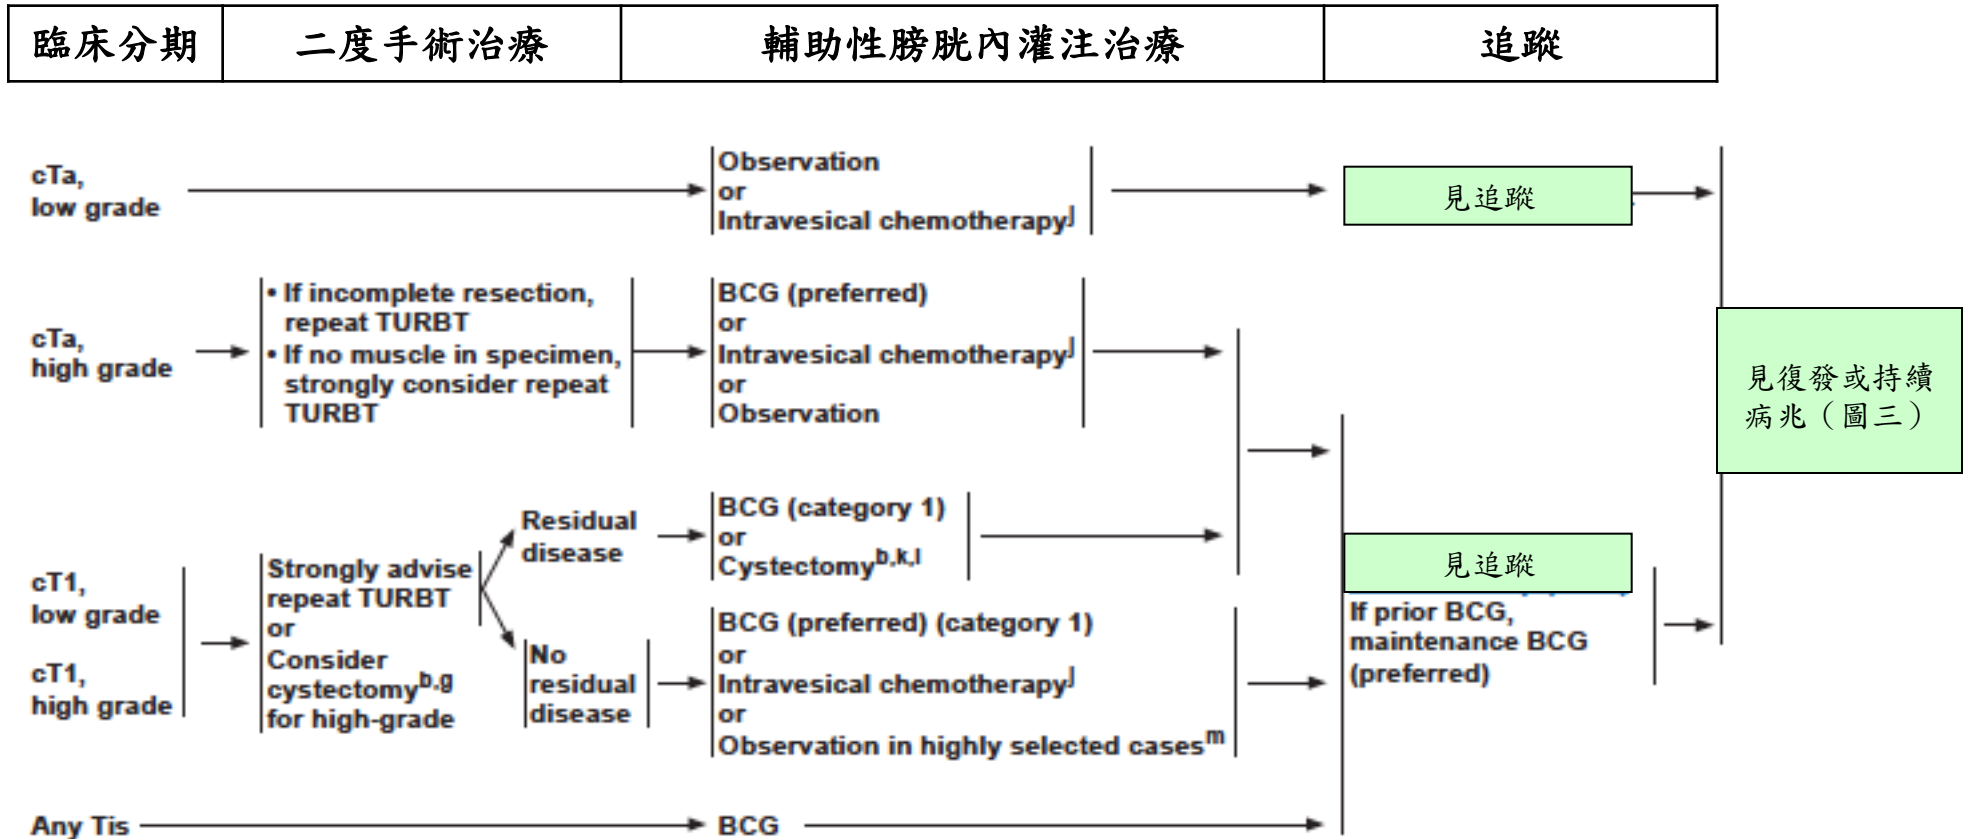 臨床分期
二度手術治療
輔助性膀胱內灌注治療
追蹤
cTa,
low grade
Observation
or
Intravesical chemotherapyj
見追蹤
cTa,
high grade
• If incomplete resection,
repeat TURBT
• If no muscle in specimen,
strongly consider repeat
TURBT
BCG (preferred)
or
Intravesical chemotherapyj
or
Observation
見復發或持續
病兆（圖三）
cT1,
low grade
cT1,
high grade
Strongly advise
repeat TURBT
or
Consider
cystectomyb,g
for high-grade
Residual
disease
BCG (category 1)
or
Cystectomyb,k,l
No
residual
disease
BCG (preferred) (category 1)
or
Intravesical chemotherapyj
or
Observation in highly selected casesm
見追蹤
If prior BCG,
maintenance BCG
(preferred)
Any Tis
BCG